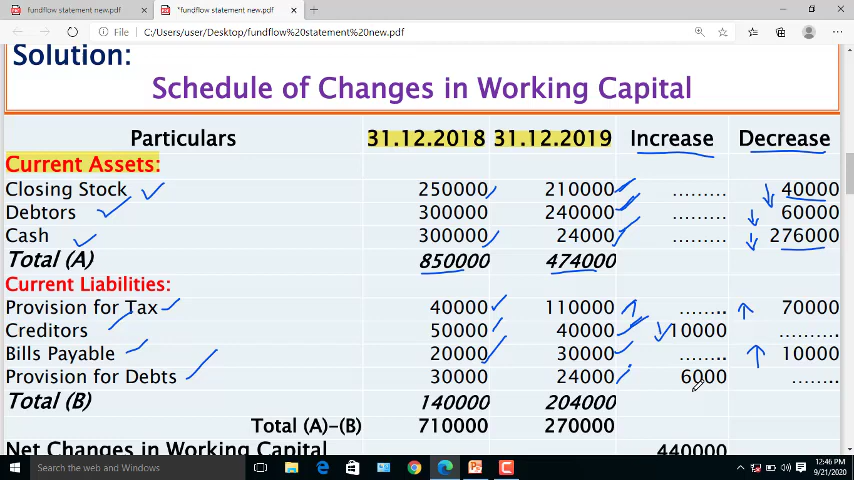 fundflow statement new.pdf
*fundflow statement new.pdf
File C:/Users/user/Desktop/fundflow%20statement%20new.pdf
Solution:
Schedule of Changes in Working Capital
Particulars 31.12.2018 31.12.2019 Increase Decrease
Current Assets:
Closing Stock 250000 210000 ......... 40000
Debtors 300000 240000 ......... 60000
Cash 300000 24000 ......... 276000
Total (A) 850000 474000
Current Liabilities:
Provision for Tax 40000 110000 ........ 70000
Creditors 50000 40000 10000 ..........
Bills Payable 20000 30000 ........ 10000
Provision for Debts 30000 24000 6000 ........
Total (B) 140000 204000
Total (A)-(B) 710000 270000
Net Changes in Working Capital 440000
Search the web and Windows
12:46 PM
9/21/2020